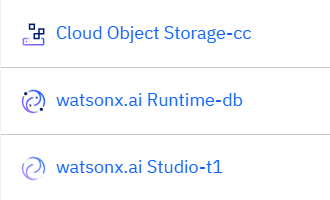 Cloud Object Storage-cc
watsonx.ai Runtime-db
watsonx.ai Studio-t1